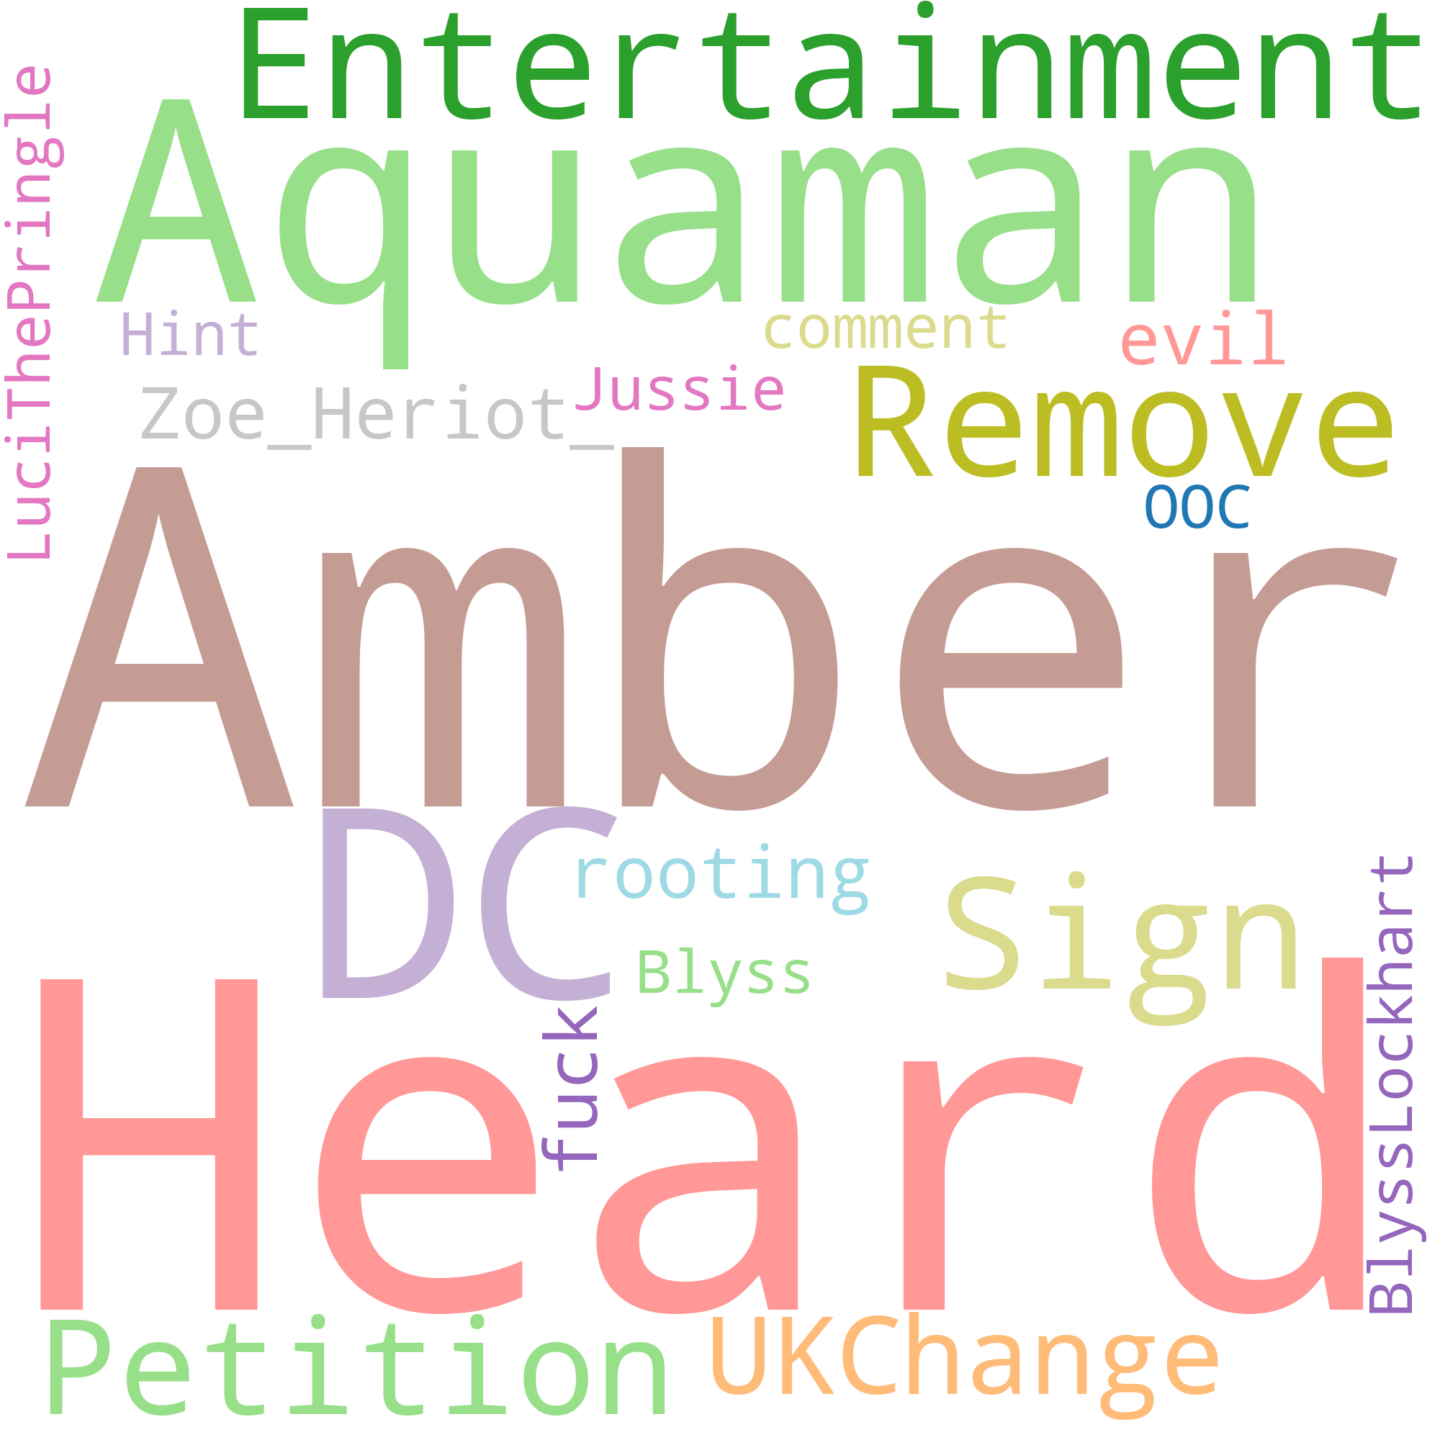 Entertainment
Aquaman
LuciThePringle
Hint
comment
evil
Zoe_Heriot_
Jussie
Remove
OOC
Amber
DC
rooting
Sign
Blyss
BlyssLockhart
fuck
Heard
Petition
UKChange